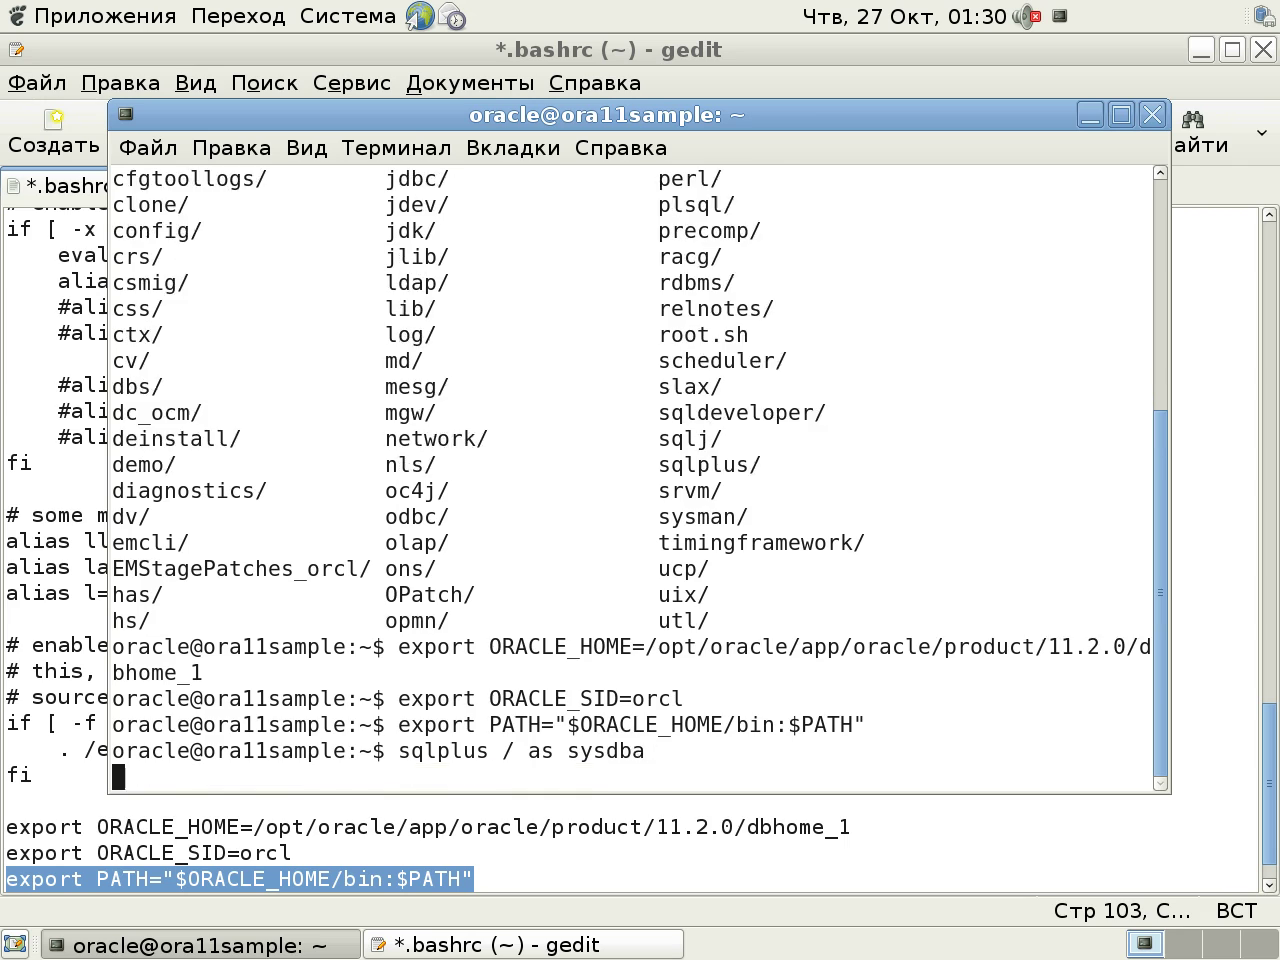 Приложения Переход Система
Чтв, 27 Окт, 01:30
*.bashrc (~) - gedit
Файл Правка Вид Поиск Сервис Документы Справка
Создать
айти
*.bashrc
oracle@ora11sample: ~
Файл Правка Вид Терминал Вкладки Справка
cfgtoollogs/ jdbc/ perl/
clone/ jdev/ plsql/
config/ jdk/ precomp/
crs/ jlib/ racg/
csmig/ ldap/ rdbms/
css/ lib/ relnotes/
ctx/ log/ root.sh
cv/ md/ scheduler/
dbs/ mesg/ slax/
dc_ocm/ mgw/ sqldeveloper/
deinstall/ network/ sqlj/
demo/ nls/ sqlplus/
diagnostics/ oc4j/ srvm/
dv/ odbc/ sysman/
emcli/ olap/ timingframework/
EMStagePatches_orcl/ ons/ ucp/
has/ OPatch/ uix/
hs/ opmn/ utl/
oracle@ora11sample:~$ export ORACLE_HOME=/opt/oracle/app/oracle/product/11.2.0/d
bhome_1
oracle@ora11sample:~$ export ORACLE_SID=orcl
oracle@ora11sample:~$ export PATH="$ORACLE_HOME/bin:$PATH"
oracle@ora11sample:~$ sqlplus / as sysdba
if [ -x
eval
alia
#ali
#ali
#ali
#ali
#ali
fi
# some m
alias ll
alias la
alias l=
# enable
# this,
# source
if [ -f
. /e
fi
export ORACLE_HOME=/opt/oracle/app/oracle/product/11.2.0/dbhome_1
export ORACLE_SID=orcl
export PATH="$ORACLE_HOME/bin:$PATH"
Стр 103, С... ВСТ
oracle@ora11sample: ~
*.bashrc (~) - gedit